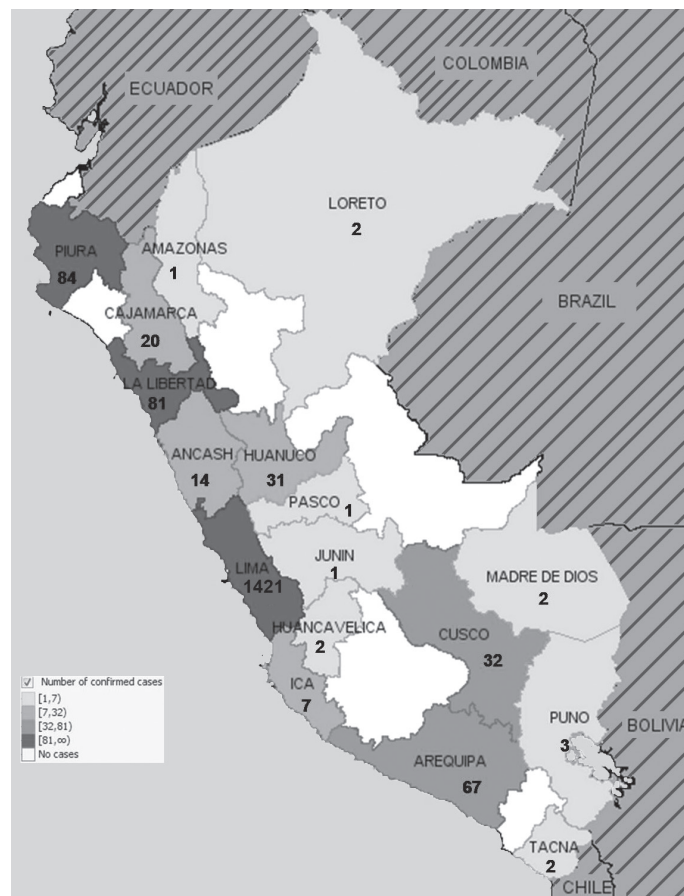 COLOMBIA
ECUADOR
LORETO
2
AMAZONAS
1
PIURA
84
BRAZIL
CAJAMARCA
20
LA LIBERTAD
81
ANCASH
14
HUANUCO
31
PASCO
1
JUNIN
1
LIMA
1421
MADRE DE DIOS
2
HUANCAVELICA
2
CUSCO
32
ICA
7
PUNO
3
BOLIVIA
AREQUIPA
67
TACNA
2
CHILE
Number of confirmed cases
[1,7)
[7,32)
[32,81)
[81,∞)
No cases